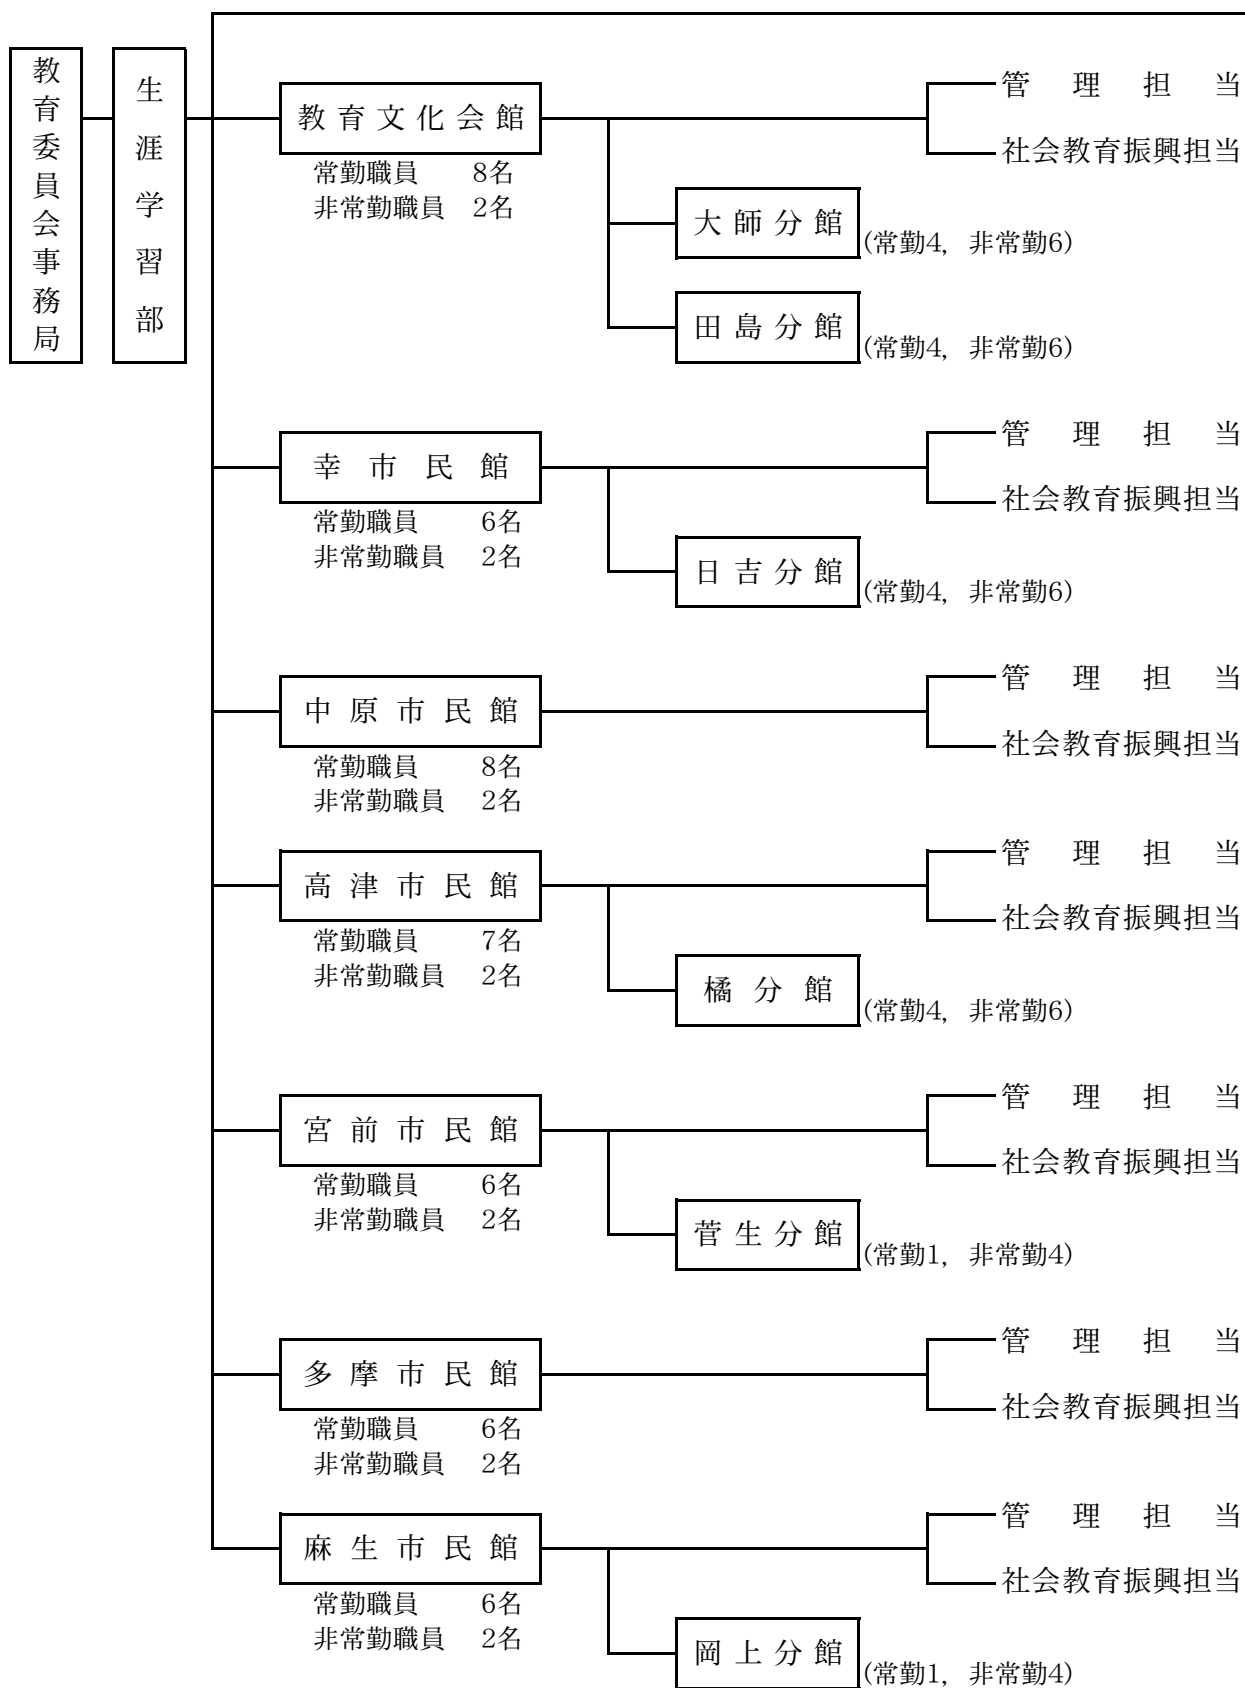 教育委員会事務局
生涯学習部
教育文化会館
常勤職員 8名
非常勤職員 2名
管理担当
社会教育振興担当
大師分館
(常勤4, 非常勤6)
田島分館
(常勤4, 非常勤6)
幸市民館
常勤職員 6名
非常勤職員 2名
管理担当
社会教育振興担当
日吉分館
(常勤4, 非常勤6)
中原市民館
常勤職員 8名
非常勤職員 2名
管理担当
社会教育振興担当
高津市民館
常勤職員 7名
非常勤職員 2名
管理担当
社会教育振興担当
橘分館
(常勤4, 非常勤6)
宮前市民館
常勤職員 6名
非常勤職員 2名
管理担当
社会教育振興担当
菅生分館
(常勤1, 非常勤4)
多摩市民館
常勤職員 6名
非常勤職員 2名
管理担当
社会教育振興担当
麻生市民館
常勤職員 6名
非常勤職員 2名
管理担当
社会教育振興担当
岡上分館
(常勤1, 非常勤4)